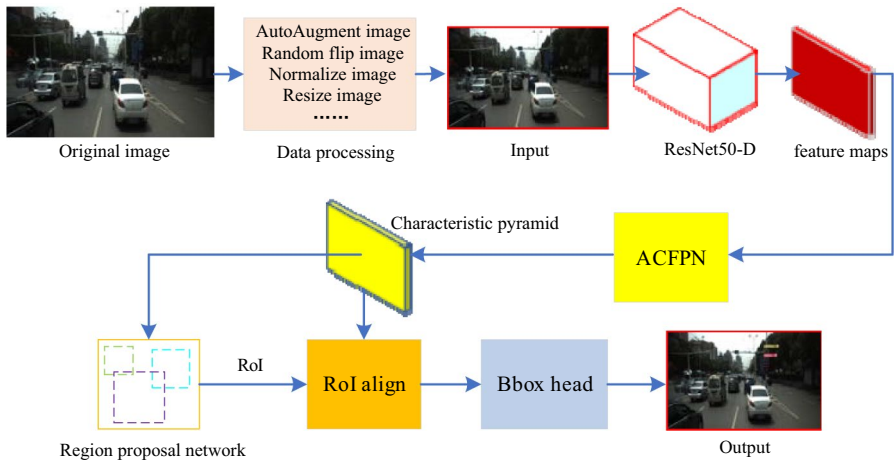 AutoAugment image
Random flip image
Normalize image
Resize image
......
Original image
Data processing
Input
ResNet50-D
feature maps
Characteristic pyramid
ACFPN
RoI
RoI align
Bbox head
Region proposal network
Output